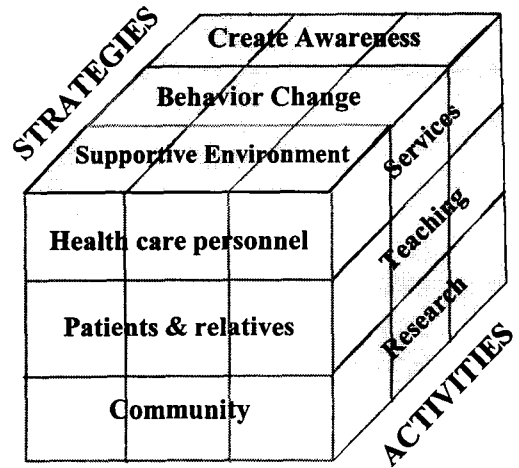 STRATEGIES
Create Awareness
Behavior Change
Supportive Environment
Health care personnel
Patients & relatives
Community
Services
Teaching
Research
ACTIVITIES